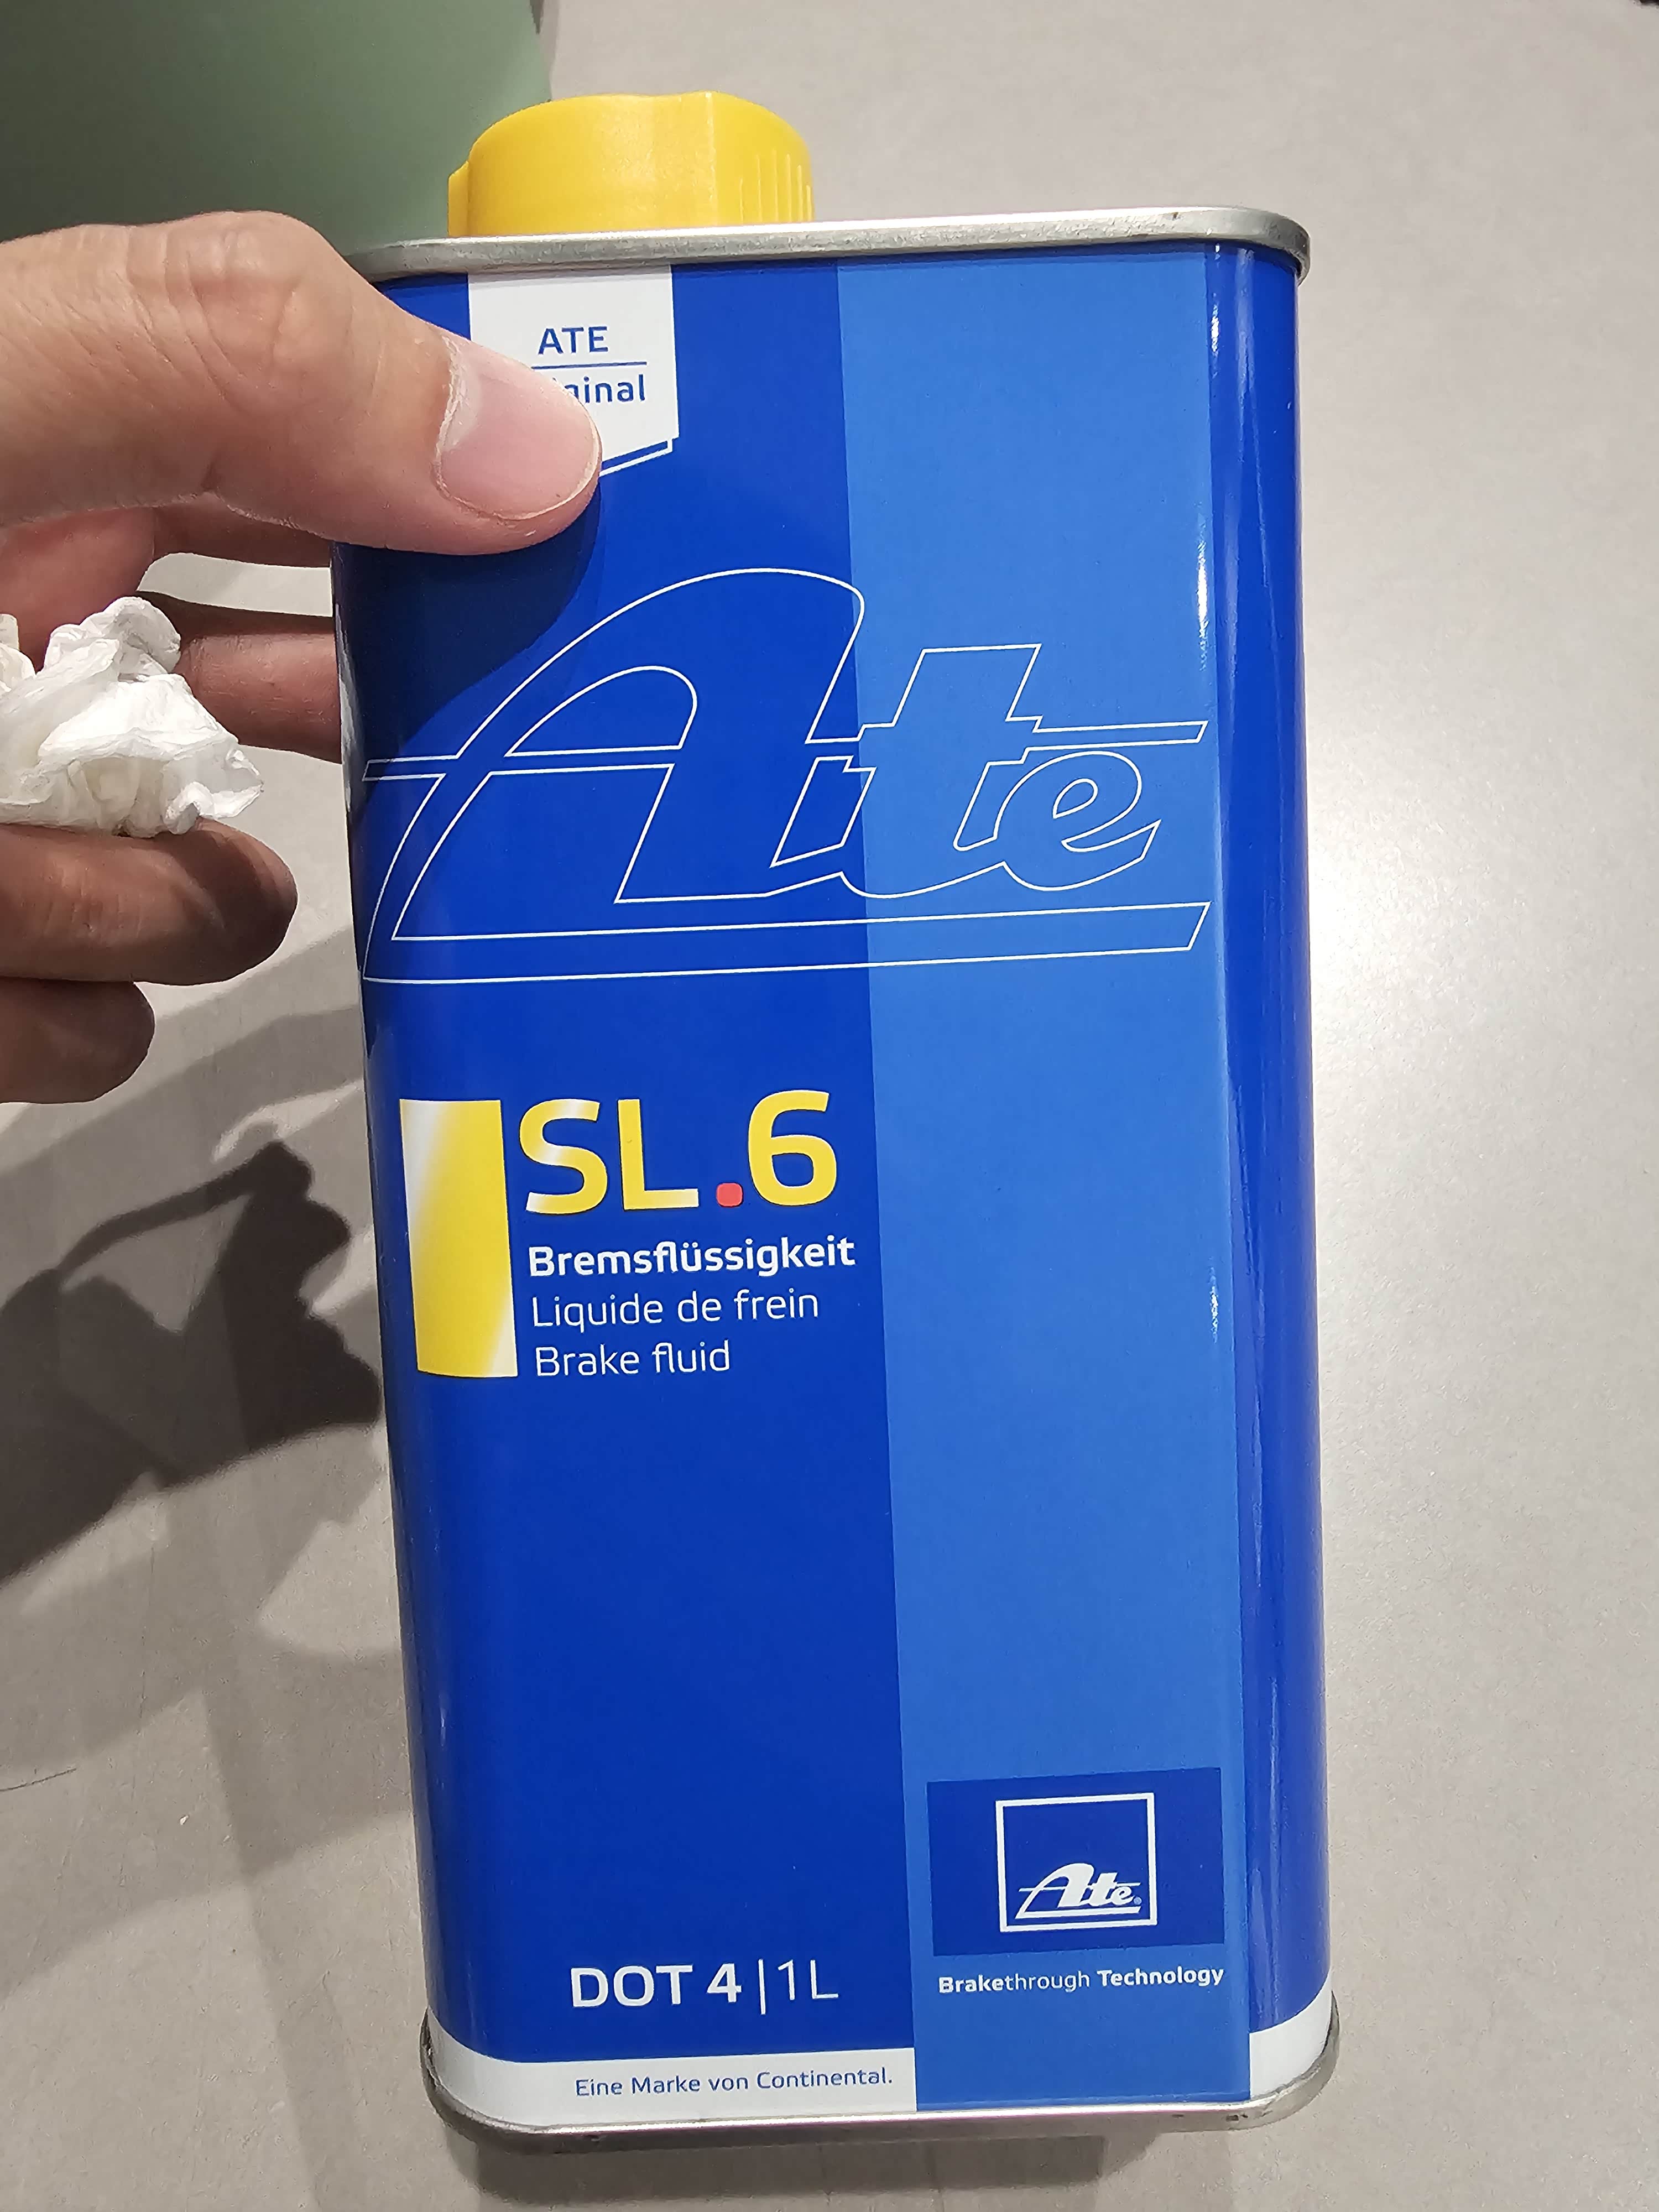 ATE
Ate
SL.6
Bremsflüssigkeit
Liquide de frein
Brake fluid
Ate
DOT 4 | 1L
Brakethrough Technology
Eine Marke von Continental.